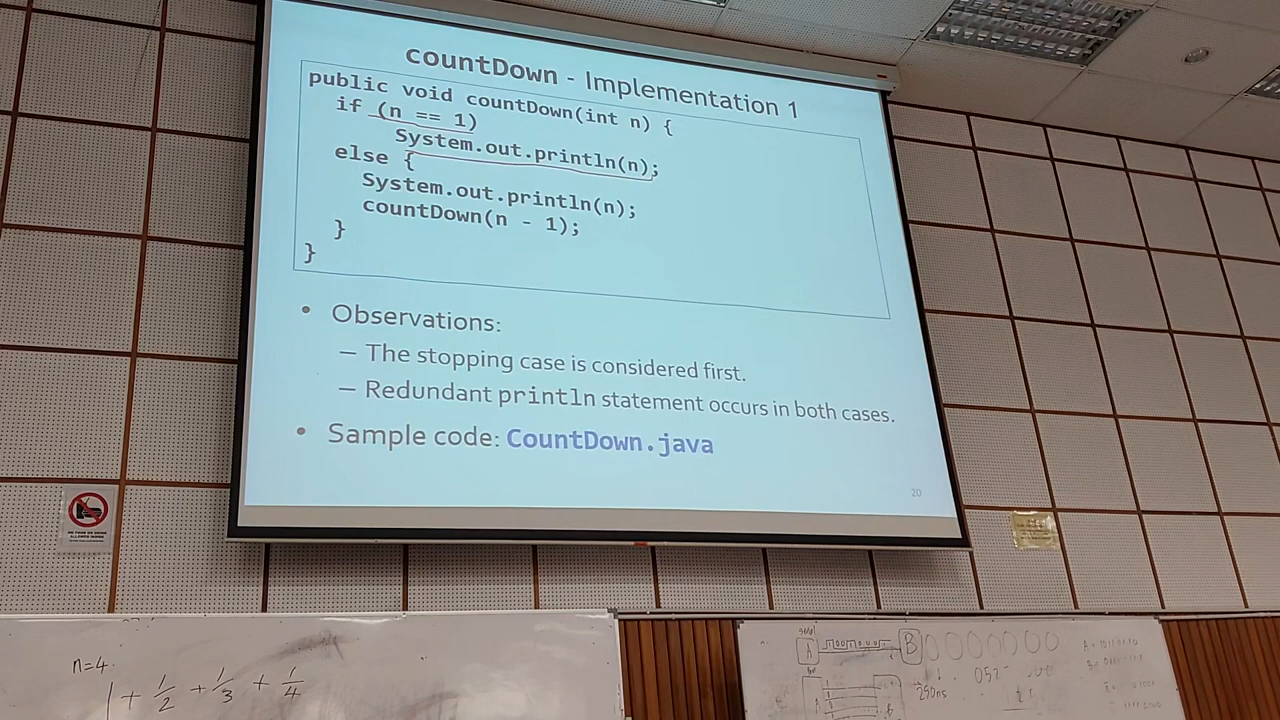 countDown - Implementation 1
public void countDown(int n) {
if (n == 1)
System.out.println(n);
else {
System.out.println(n);
countDown(n - 1);
}
}
• Observations:
– The stopping case is considered first.
– Redundant println statement occurs in both cases.
• Sample code: CountDown.java
20
n=4
1 + 1/2 + 1/3 + 1/4
A
B
250ns